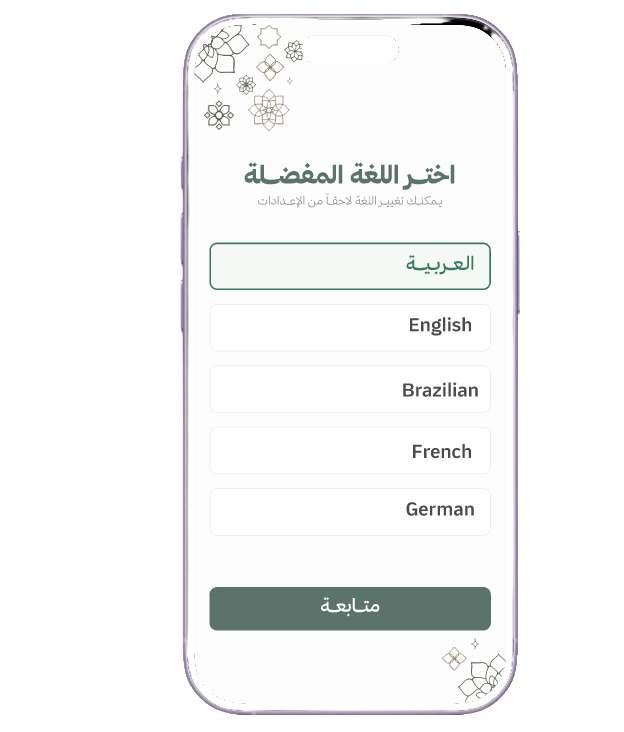 اختر اللغة المفضلة
يمكنك تغيير اللغة لاحقاً من الإعدادات
العربية
English
Brazilian
French
German
متابعة